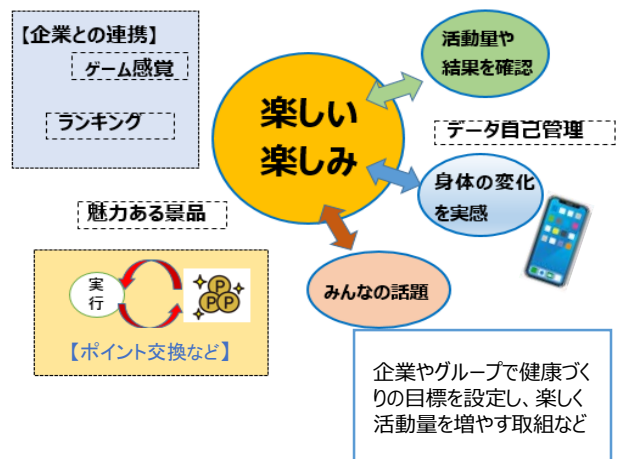 【企業との連携】
ゲーム感覚
ランキング
楽しい
楽しみ
活動量や
結果を確認
データ自己管理
身体の変化
を実感
魅力ある景品
実
行
P
P
P
【ポイント交換など】
みんなの話題
企業やグループで健康づく
りの目標を設定し、楽しく
活動量を増やす取組など